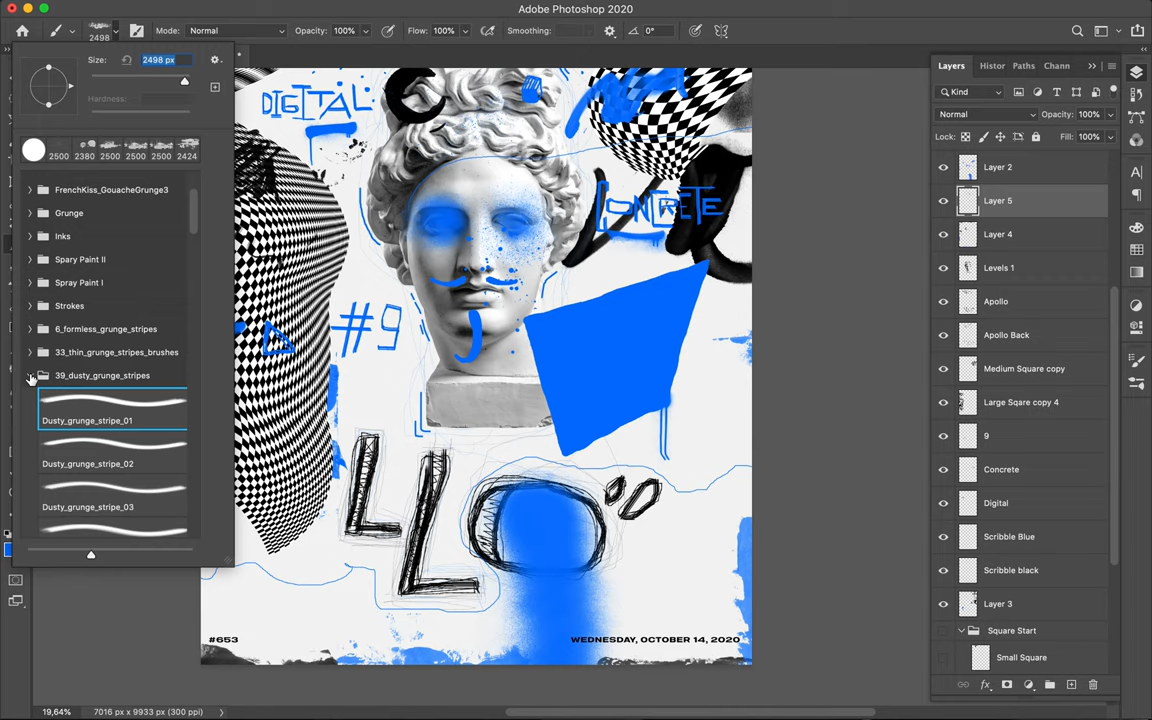 Adobe Photoshop 2020
2498
Mode: Normal
Opacity: 100%
Flow: 100%
Smoothing:
0°
Size:
2498 px
Hardness:
2500 2380 2500 2500 2500 2424
FrenchKiss_GouacheGrunge3
Grunge
Inks
Spary Paint II
Spray Paint I
Strokes
6_formless_grunge_stripes
33_thin_grunge_stripes_brushes
39_dusty_grunge_stripes
Dusty_grunge_stripe_01
Dusty_grunge_stripe_02
Dusty_grunge_stripe_03
DIGITAL
CONCRETE
#9
LLO
#653
WEDNESDAY, OCTOBER 14, 2020
Layers Histor Paths Chann
Kind
Normal
Opacity: 100%
Lock:
Fill: 100%
Layer 2
Layer 5
Layer 4
Levels 1
Apollo
Apollo Back
Medium Square copy
Large Sqare copy 4
9
Concrete
Digital
Scribble Blue
Scribble black
Layer 3
Square Start
Small Square
fx
19,64%
7016 px x 9933 px (300 ppi)